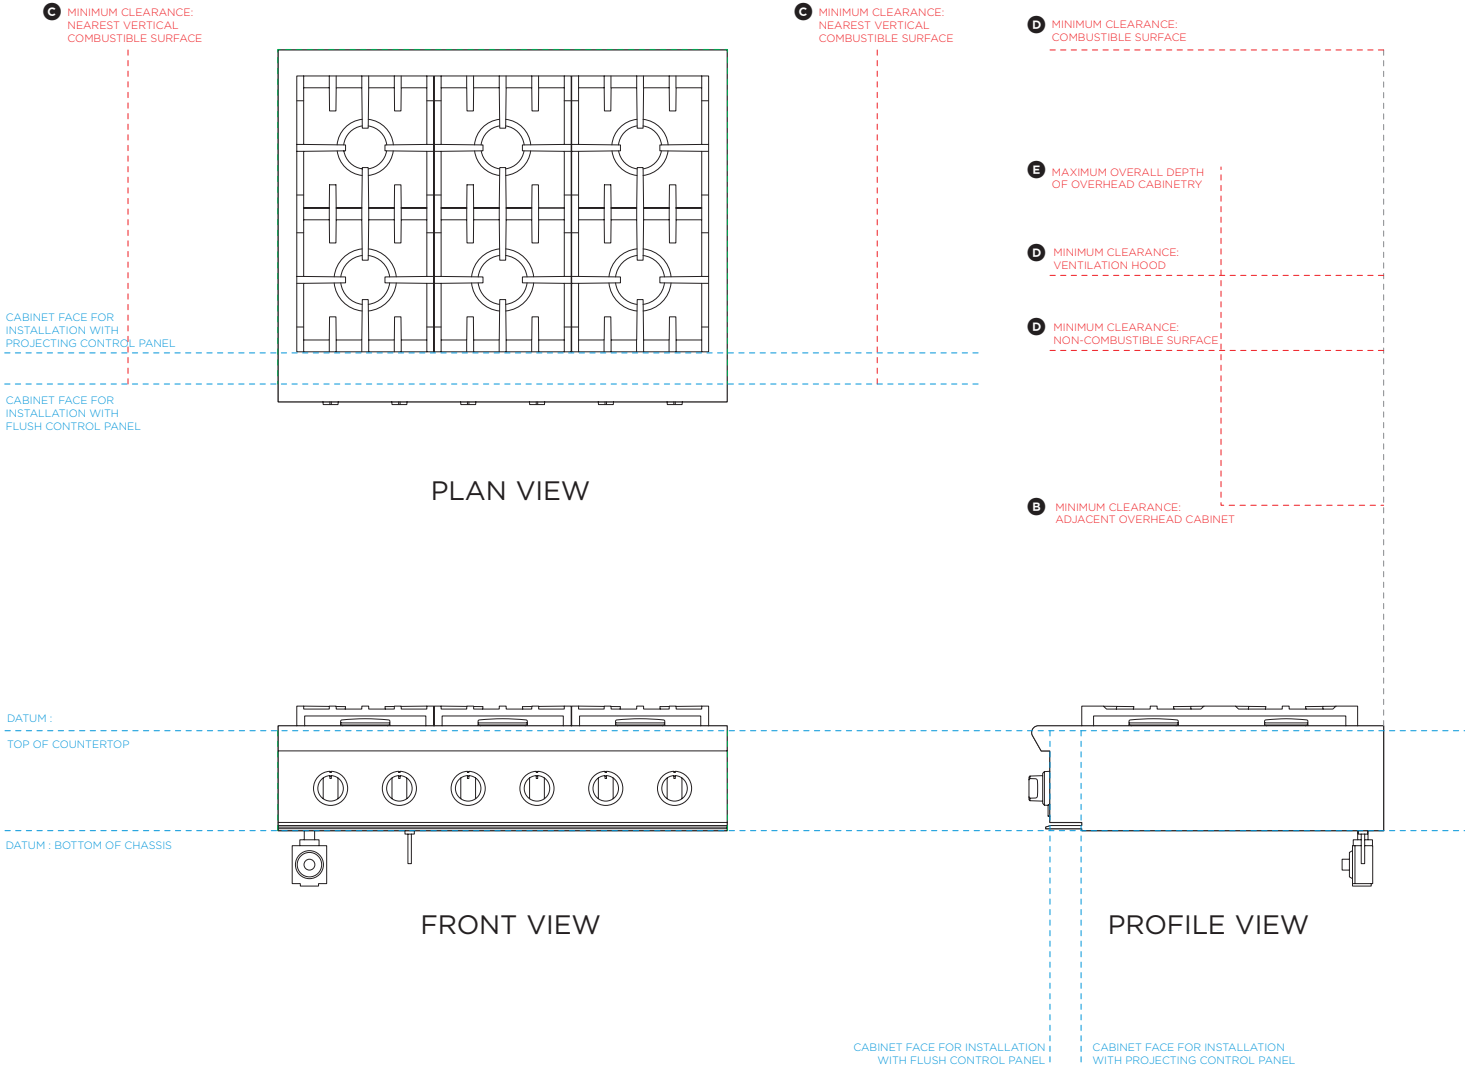 C MINIMUM CLEARANCE:
NEAREST VERTICAL
COMBUSTIBLE SURFACE
C MINIMUM CLEARANCE:
NEAREST VERTICAL
COMBUSTIBLE SURFACE
D MINIMUM CLEARANCE:
COMBUSTIBLE SURFACE
E MAXIMUM OVERALL DEPTH
OF OVERHEAD CABINETRY
D MINIMUM CLEARANCE:
VENTILATION HOOD
D MINIMUM CLEARANCE:
NON-COMBUSTIBLE SURFACE
CABINET FACE FOR
INSTALLATION WITH
PROJECTING CONTROL PANEL
CABINET FACE FOR
INSTALLATION WITH
FLUSH CONTROL PANEL
PLAN VIEW
B MINIMUM CLEARANCE:
ADJACENT OVERHEAD CABINET
DATUM :
TOP OF COUNTERTOP
DATUM : BOTTOM OF CHASSIS
FRONT VIEW
PROFILE VIEW
CABINET FACE FOR INSTALLATION
WITH FLUSH CONTROL PANEL
CABINET FACE FOR INSTALLATION
WITH PROJECTING CONTROL PANEL